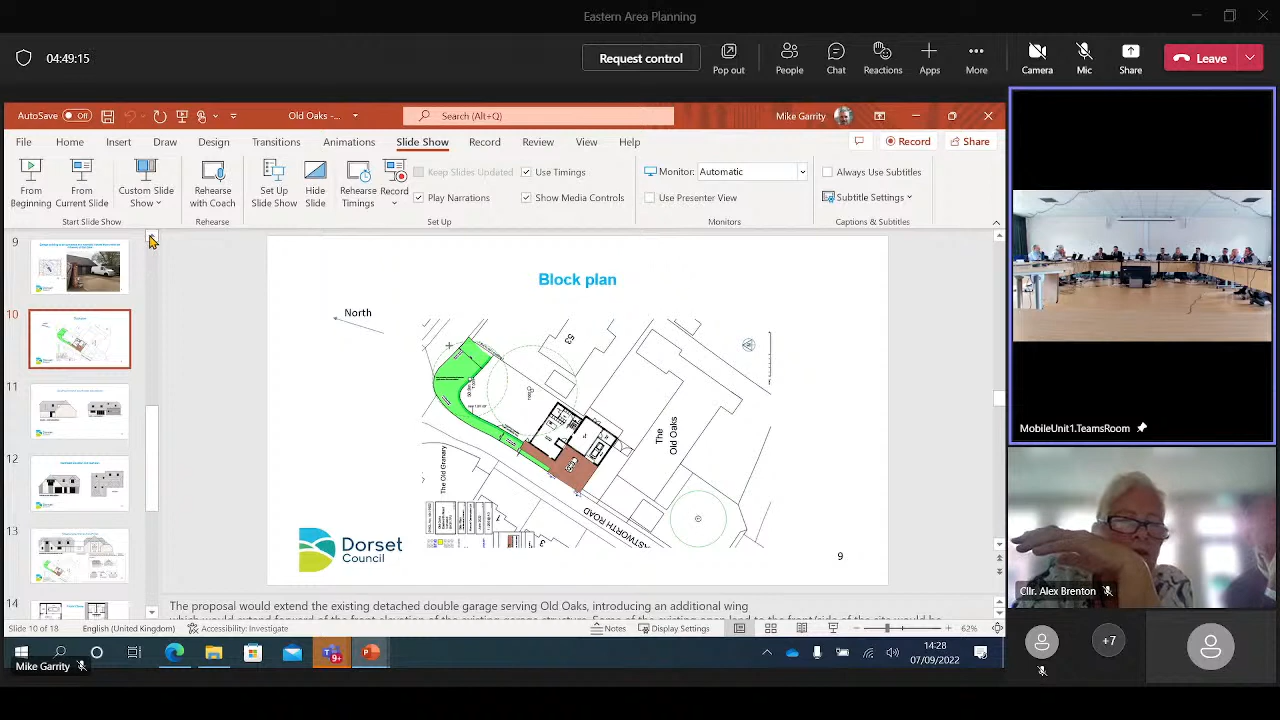 Eastern Area Planning
04:49:15
Request control
Pop out
People
Chat
Reactions
Apps
More
Camera
Mic
Share
Leave
AutoSave
Off
Old Oaks -...
Search (Alt+Q)
Mike Garrity
File
Home
Insert
Draw
Design
Transitions
Animations
Slide Show
Record
Review
View
Help
Record
Share
From Beginning
From Current Slide
Custom Slide Show
Start Slide Show
Rehearse with Coach
Rehearse
Set Up Slide Show
Hide Slide
Rehearse Timings
Record
Keep Slides Updated
Play Narrations
Use Timings
Show Media Controls
Set Up
Monitor:
Automatic
Use Presenter View
Monitors
Always Use Subtitles
Subtitle Settings
Captions & Subtitles
9
10
11
12
13
14
Block plan
North
53
The Old Granary
The
Old Oaks
1
3
Dorset
Council
9
The proposal would extend the existing detached double garage serving Old Oaks, introducing an additional wing
Slide 10 of 18
English (United Kingdom)
Accessibility: Investigate
Notes
Display Settings
62%
9+
14:28
07/09/2022
Mike Garrity
MobileUnit1.TeamsRoom
Cllr. Alex Brenton
+7